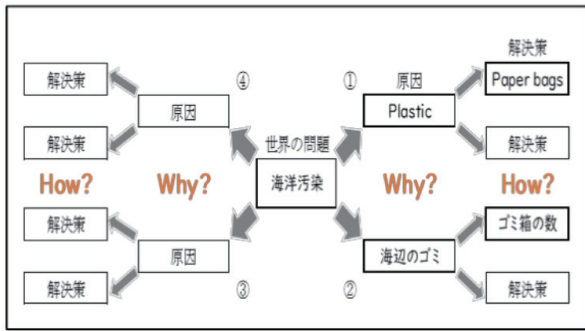 解決策
解決策
④
①
原因
Paper bags
原因
Plastic
解決策
世界の問題
解決策
How?
Why?
海洋汚染
Why?
How?
解決策
ゴミ箱の数
原因
海辺のゴミ
解決策
③
②
解決策